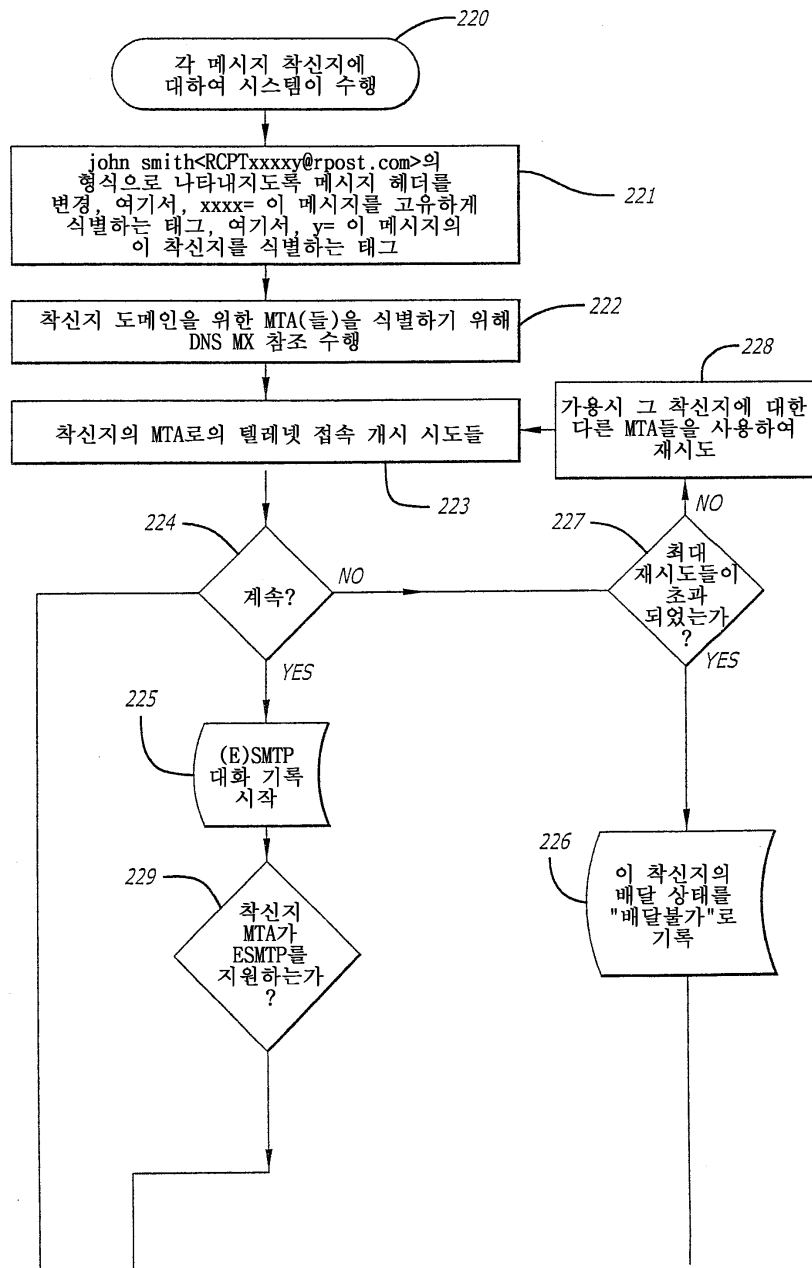 220
각 메시지 착신지에
대하여 시스템이 수행
john smith<RCPTxxxxy@rpost.com>의
형식으로 나타내지도록 메시지 헤더를
변경, 여기서, xxxx= 이 메시지를 고유하게
식별하는 태그, 여기서, y= 이 메시지의
이 착신지를 식별하는 태그
221
착신지 도메인을 위한 MTA(들)을 식별하기 위해
DNS MX 참조 수행
222
228
가용시 그 착신지에 대한
다른 MTA들을 사용하여
재시도
착신지의 MTA로의 텔레넷 접속 개시 시도들
223
NO
224
227
계속?
NO
최대
재시도들이
초과
되었는가
?
YES
YES
225
(E)SMTP
대화 기록
시작
226
이 착신지의
배달 상태를
"배달불가"로
기록
229
착신지
MTA가
ESMTP를
지원하는가
?